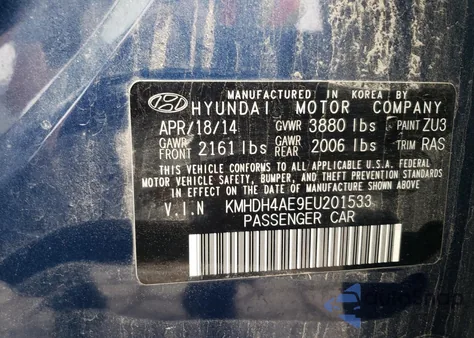 MANUFACTURED IN KOREA BY
HYUNDAI MOTOR COMPANY
APR/18/14 GVWR 3880 lbs PAINT ZU3
GAWR FRONT 2161 lbs GAWR REAR 2006 lbs TRIM RAS
THIS VEHICLE CONFORMS TO ALL APPLICABLE U.S.A. FEDERAL
MOTOR VEHICLE SAFETY, BUMPER, AND THEFT PREVENTION
STANDARDS IN EFFECT ON THE DATE OF MANUFACTURE SHOWN ABOVE.
V.I.N KMHDH4AE9EU201533
PASSENGER CAR